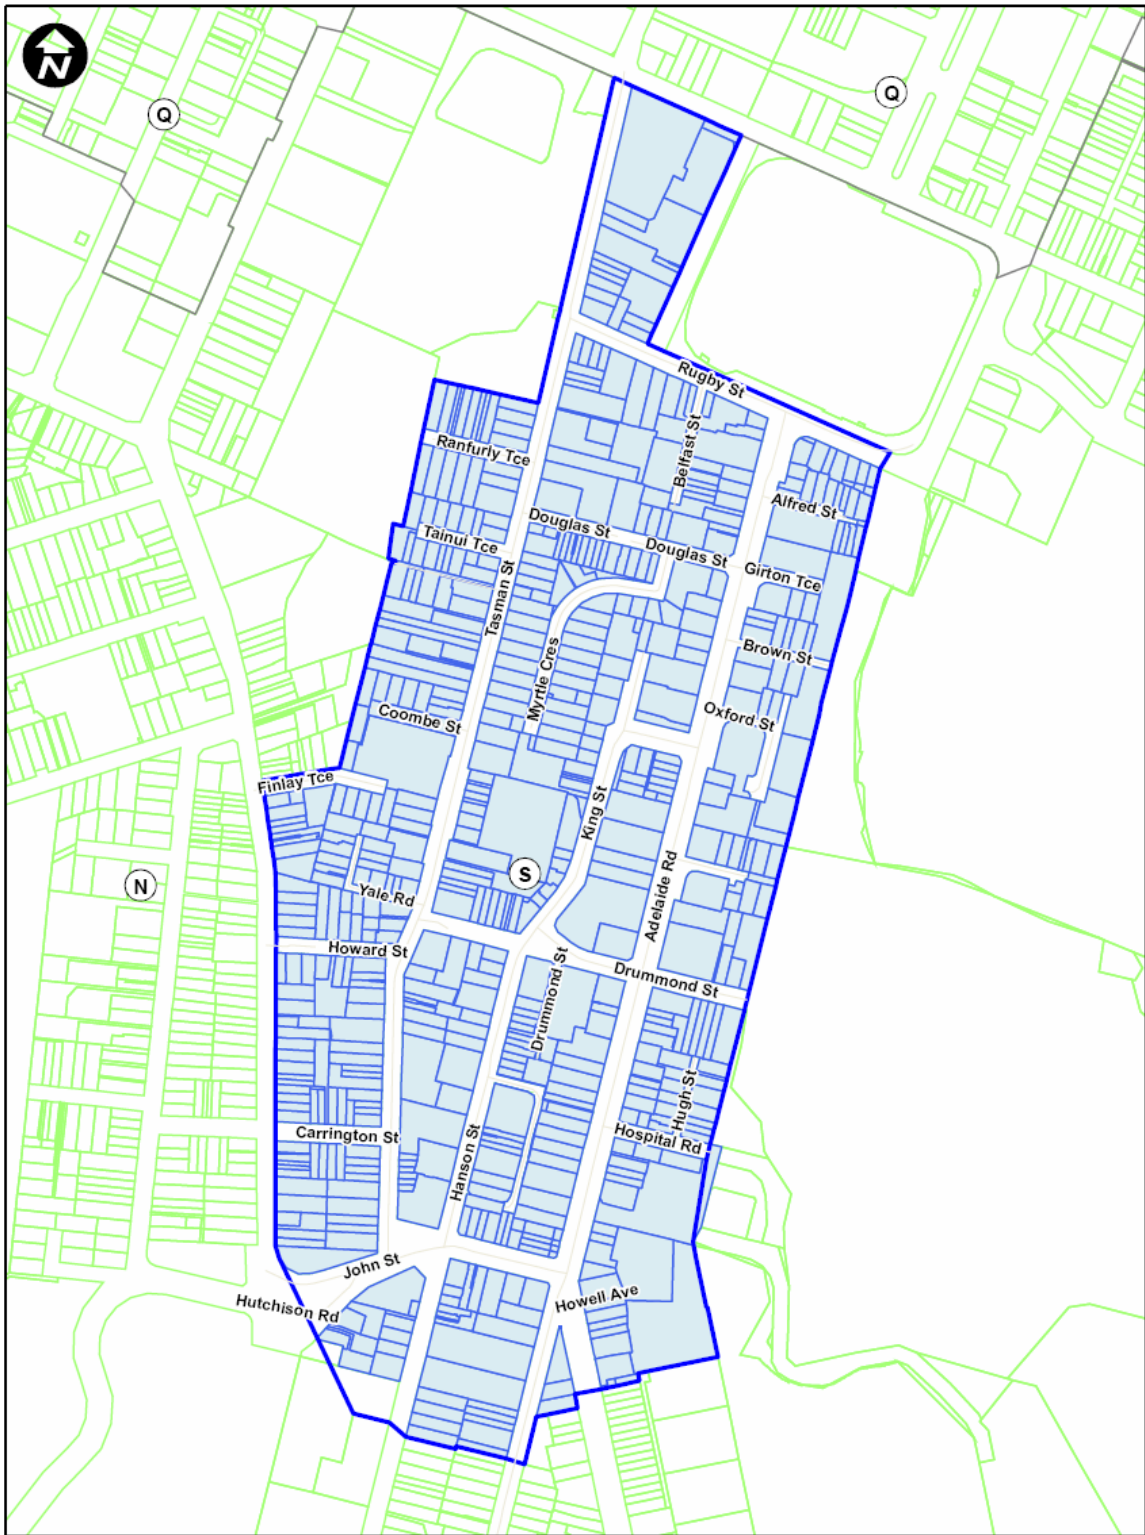 N
Q
Q
Rugby St
Belfast St
Ranfurly Tce
Alfred St
Douglas St
Tainui Tce
Douglas St
Girton Tce
Tasman St
Brown St
Myrtle Cres
Oxford St
Coombe St
Finlay Tce
King St
S
N
Yale Rd
Adelaide Rd
Howard St
Drummond St
Drummond St
Hugh St
Carrington St
Hospital Rd
Hanson St
John St
Howell Ave
Hutchison Rd